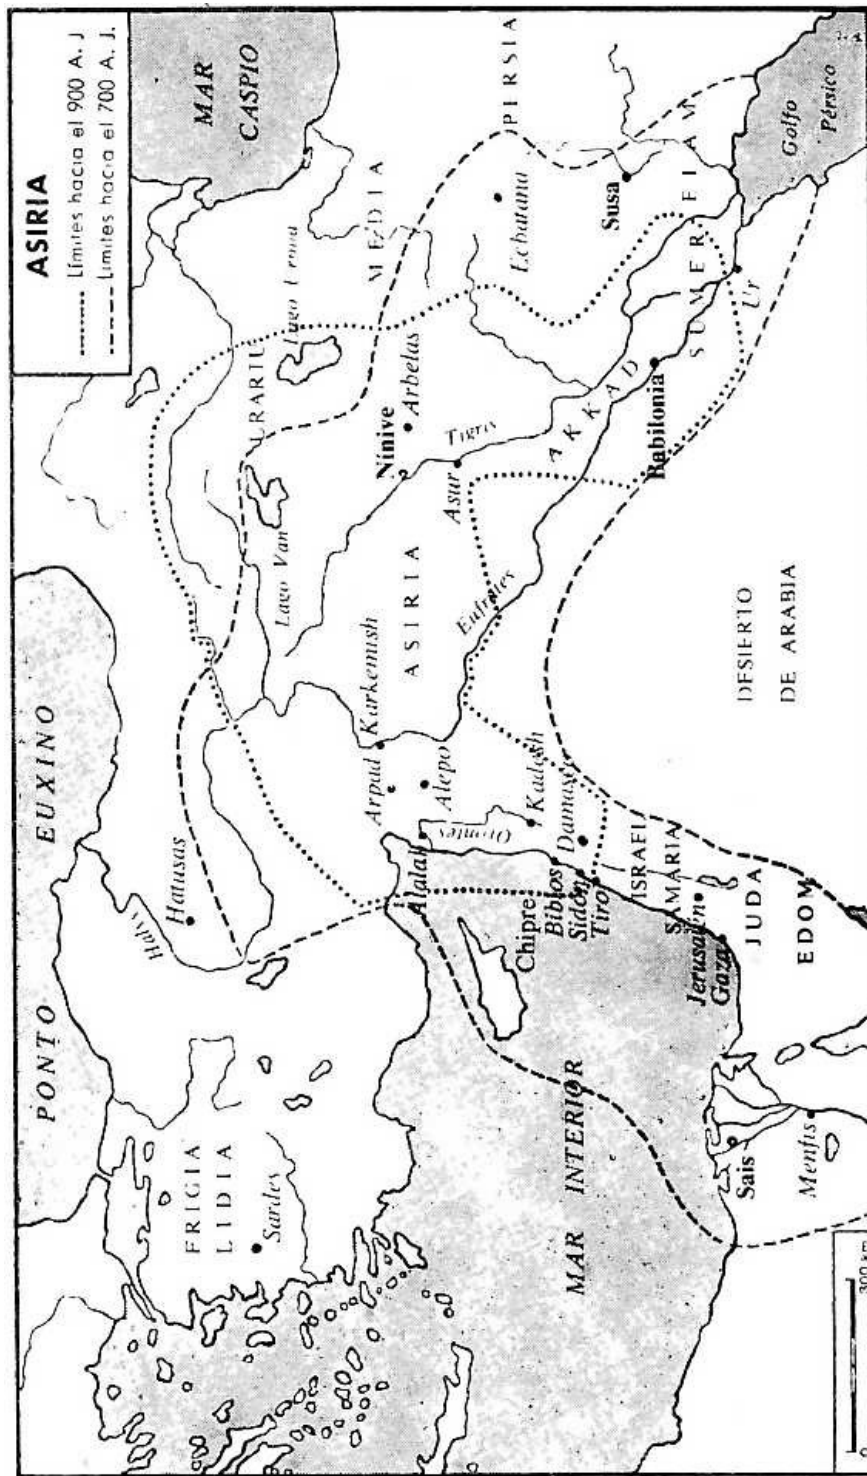 ASIRIA
Límites hacia el 900 A. J
Límites hacia el 700 A. J.
MAR
CASPIO
PONTO EUXINO
Halys
Hatusas
FRIGIA
LIDIA
Sardes
URARTU
Lago Urmia
Lago Van
MEDIA
PERSIA
Ecbatana
Susa
ELAM
SUMER
AKKAD
Ur
Golfo
Pérsico
Babilonia
Nínive
Arbelas
Asur
Tigris
ASIRIA
Eufrates
Karkemish
Arpad
Alepo
Alalah
Orontes
Kadesh
Damasco
Chipre
Biblos
Sidón
Tiro
ISRAEL
SAMARIA
Jerusalén
Gaza
JUDA
EDOM
DESIERTO
DE ARABIA
MAR INTERIOR
Sais
Menfis
0 300 km